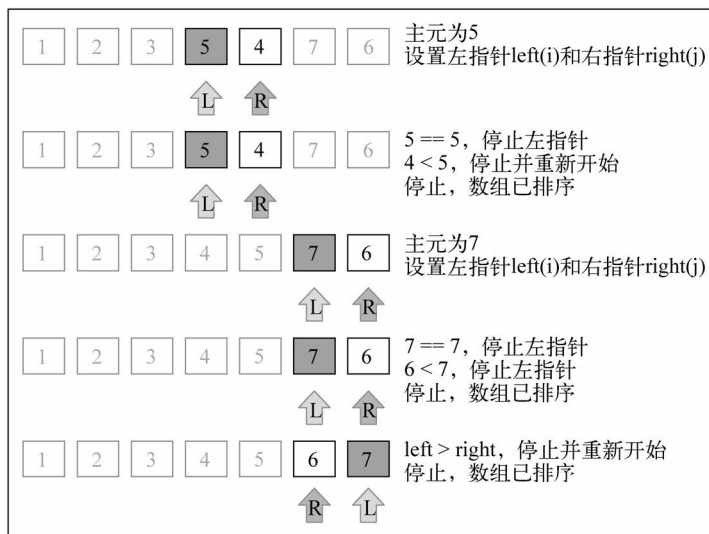 1 2 3 5 4 7 6
主元为5
设置左指针left(i)和右指针right(j)
L R
1 2 3 5 4 7 6
5 == 5，停止左指针
4 < 5，停止并重新开始
停止，数组已排序
L R
1 2 3 4 5 7 6
主元为7
设置左指针left(i)和右指针right(j)
L R
1 2 3 4 5 7 6
7 == 7，停止左指针
6 < 7，停止左指针
停止，数组已排序
L R
1 2 3 4 5 6 7
left > right，停止并重新开始
停止，数组已排序
R L